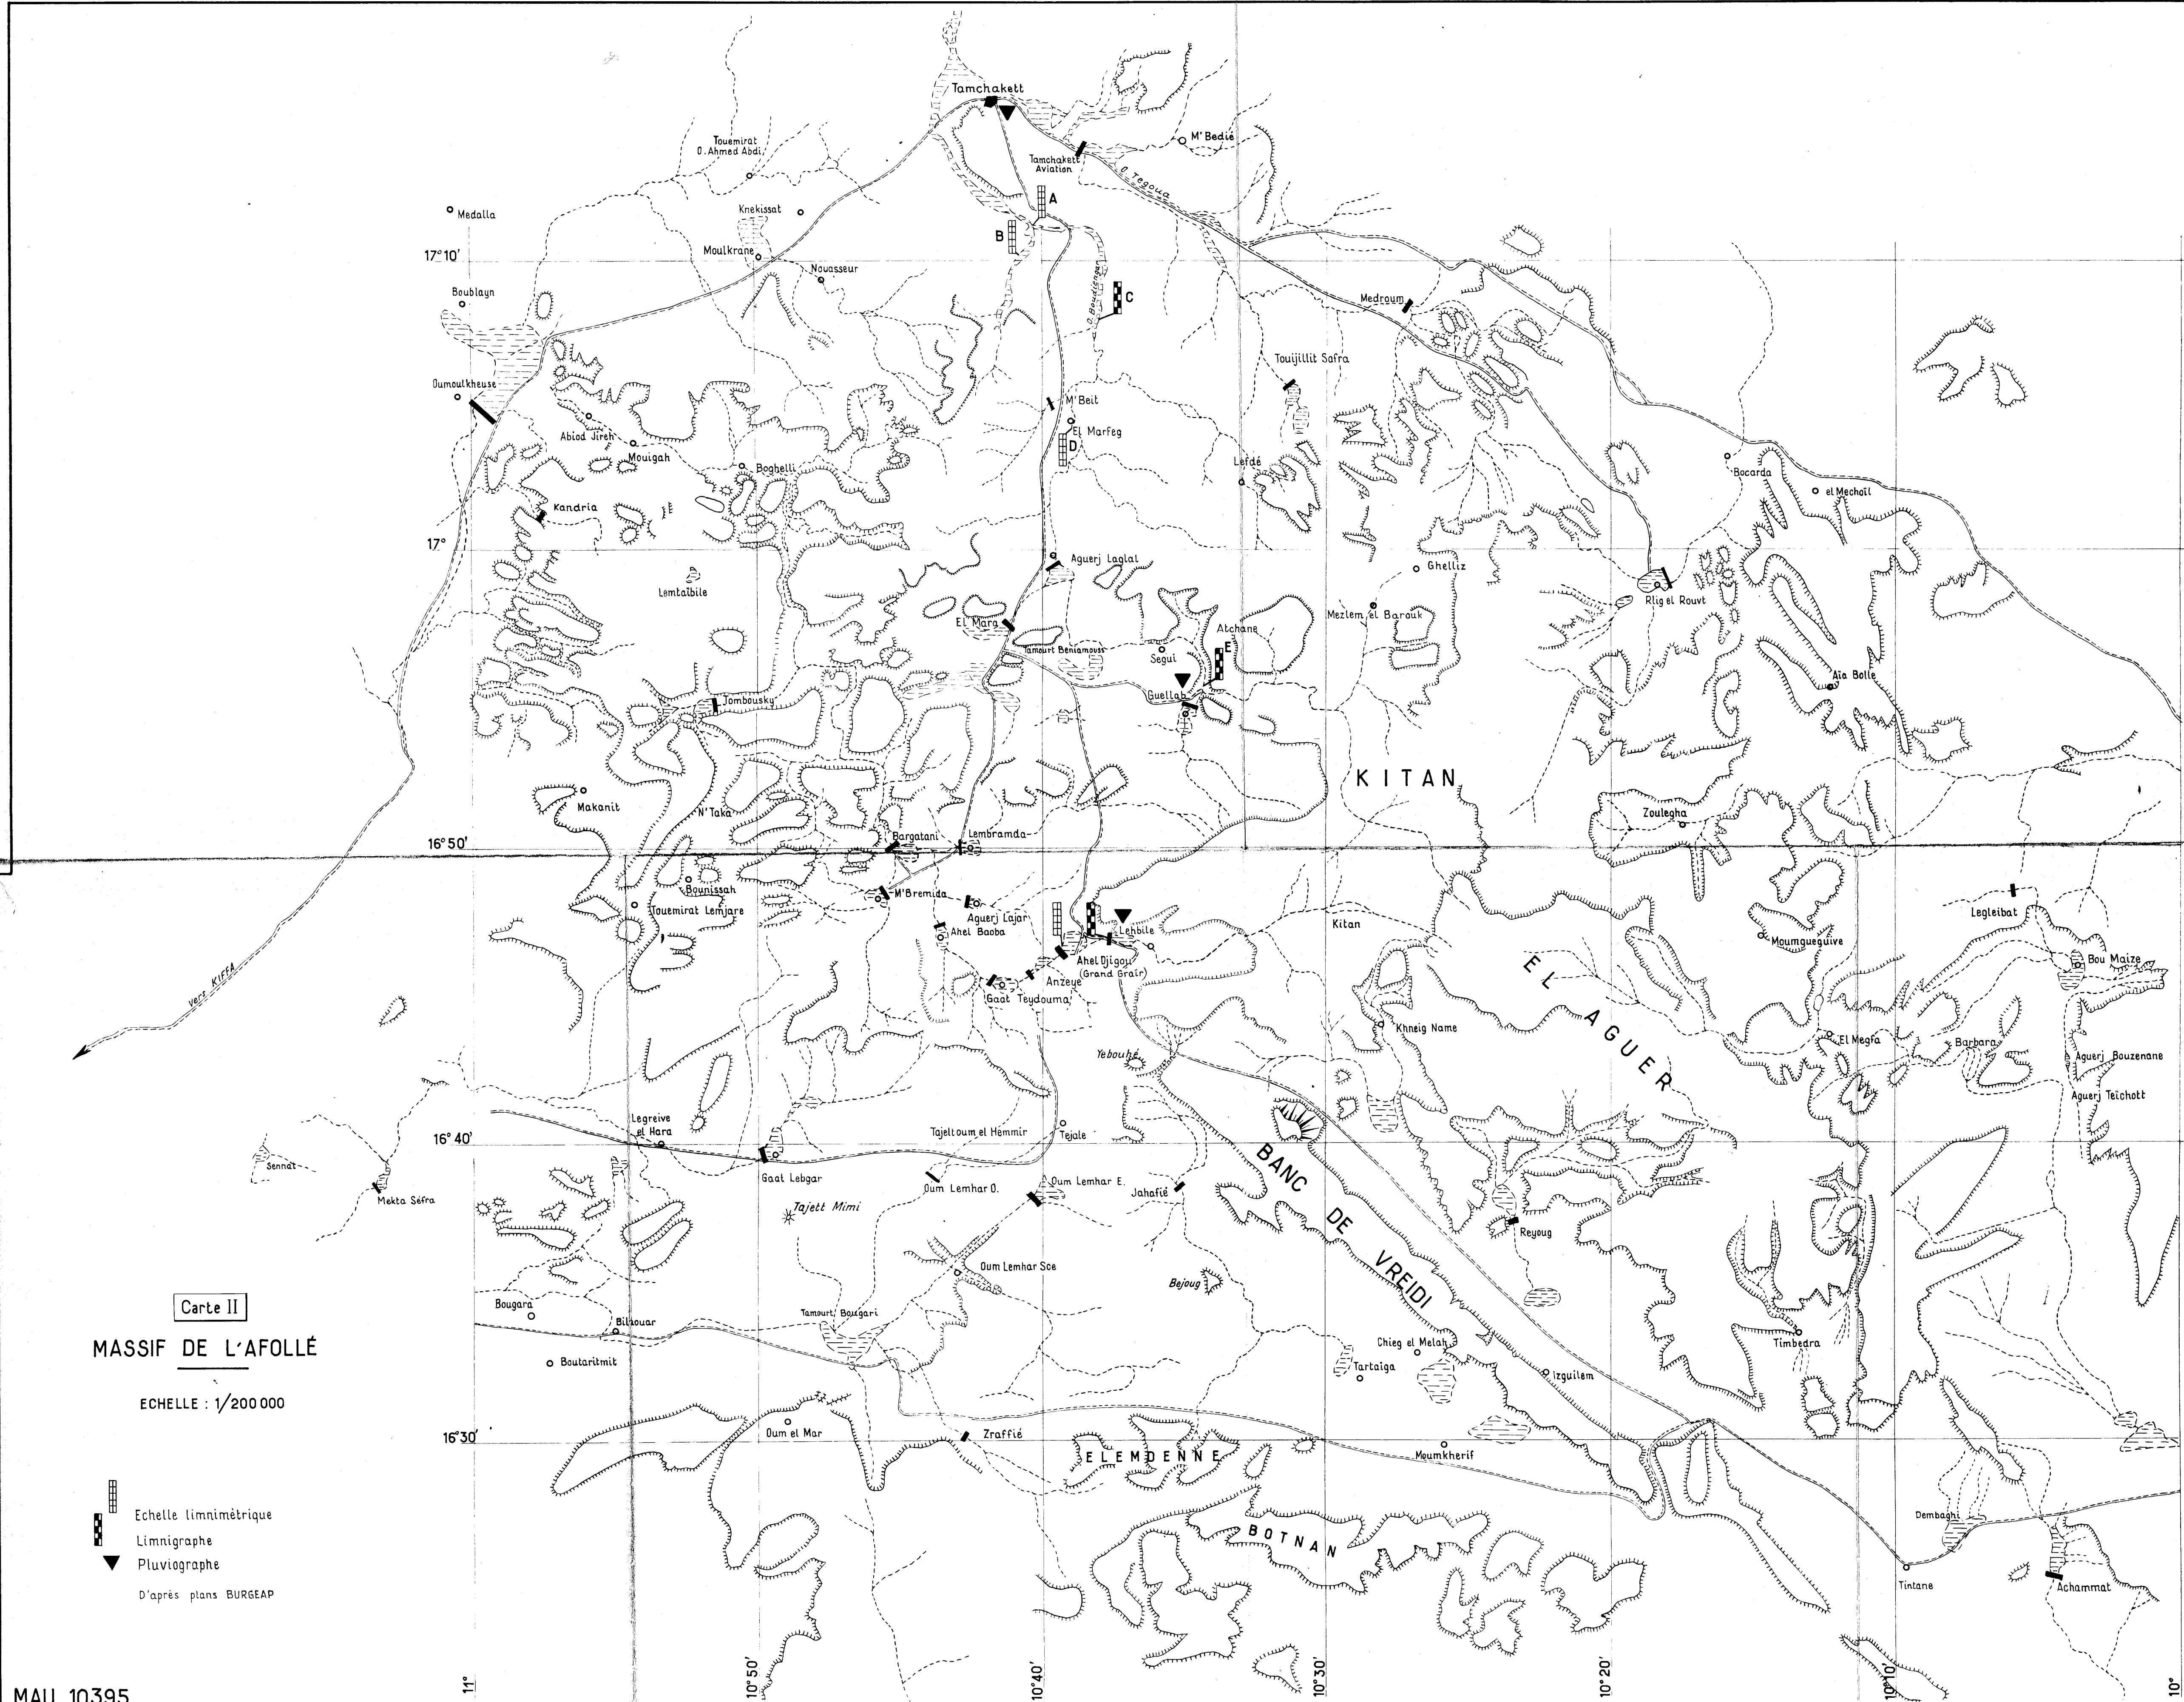 Tamchakett
Touemirat
O. Ahmed Abdi
Tamchakett
Aviation
M'Bedié
O. Tegoua
Medalla
Knekissat
A
B
Moulkrane
17°10'
Nouasseur
Boublayn
O. Boudienga
C
Medroum
Touijillit Safra
Oumoulkheuse
M'Beit
Abiod Jireh
El Marfeg
D
Mouigah
Boghelli
Lefdé
Bocarda
el Mechoil
Kandria
17°
Aguerj Laglal
Ghelliz
Lemtaïbile
Rlig el Rouvt
Mezlem el Barouk
El Marg
Atchane
Tamourt Beniamouss
Segui
E
Aïa Bolle
Guellab
Jombousky
KITAN
Makanit
N'Taka
Zoulegha
Bargatani
Lembramda
16°50'
Bounissah
M'Bremida
Touemirat Lemjare
Aguerj Lajar
Legleibat
Ahel Baoba
Lehbile
Kitan
Moumgueguive
Ahel Djigou
(Grand Graïr)
Bou Maize
Anzeye
Gaat Teydouma
EL AGUER
vers KIFFA
Khneig Name
El Megfa
Barbara
Yebouhé
Aguerj Bouzenane
Aguerj Teïchott
Legreive
el Hara
Tajelt oum el Hemmir
Tejale
16°40'
Sennat
Gaat Lebgar
BANC DE VREIDI
Oum Lemhar O.
Oum Lemhar E.
Jahafié
Mekta Séfra
Tajett Mimi
Reyoug
Oum Lemhar Sce
Bejoug
Carte II
Bougara
Bilhouar
Tamourt Bougari
MASSIF DE L'AFOLLÉ
Chieg el Melah
Timbedra
Boutaritmit
Tartaiga
Izguilem
ECHELLE : 1/200 000
Oum el Mar
Zraffié
16°30'
ELEMDENNE
Moumkherif
Echelle limnimétrique
Dembaghi
Limnigraphe
BOTNAN
Pluviographe
Tintane
Achammat
D'après plans BURGEAP
11°
10°50'
10°40'
10°30'
10°20'
10°10'
10°
MAU 10395